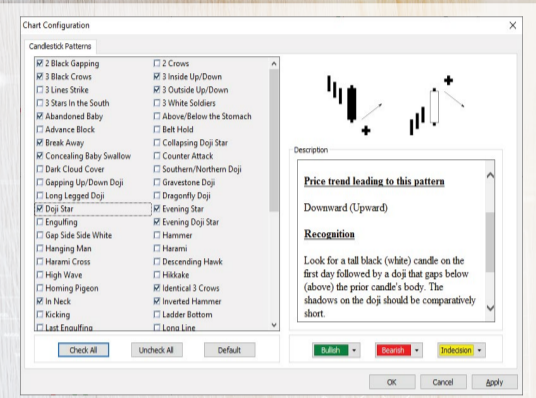 Chart Configuration
Candlestick Patterns
2 Black Gapping
2 Crows
3 Black Crows
3 Inside Up/Down
3 Lines Strike
3 Outside Up/Down
3 Stars In the South
3 White Soldiers
Abandoned Baby
Above/Below the Stomach
Advance Block
Belt Hold
Break Away
Collapsing Doji Star
Concealing Baby Swallow
Counter Attack
Dark Cloud Cover
Southern/Northern Doji
Gapping Up/Down Doji
Gravestone Doji
Long Legged Doji
Dragonfly Doji
Doji Star
Evening Star
Engulfing
Evening Doji Star
Gap Side Side White
Hammer
Hanging Man
Harami
Harami Cross
Descending Hawk
High Wave
Hikkake
Homing Pigeon
Identical 3 Crows
In Neck
Inverted Hammer
Kicking
Ladder Bottom
Last Engulfing
Long Line
Check All
Uncheck All
Default
Description
Price trend leading to this pattern
Downward (Upward)
Recognition
Look for a tall black (white) candle on the
first day followed by a doji that gaps below
(above) the prior candle's body. The
shadows on the doji should be comparatively
short.
Bullish
Bearish
Indecision
OK
Cancel
Apply